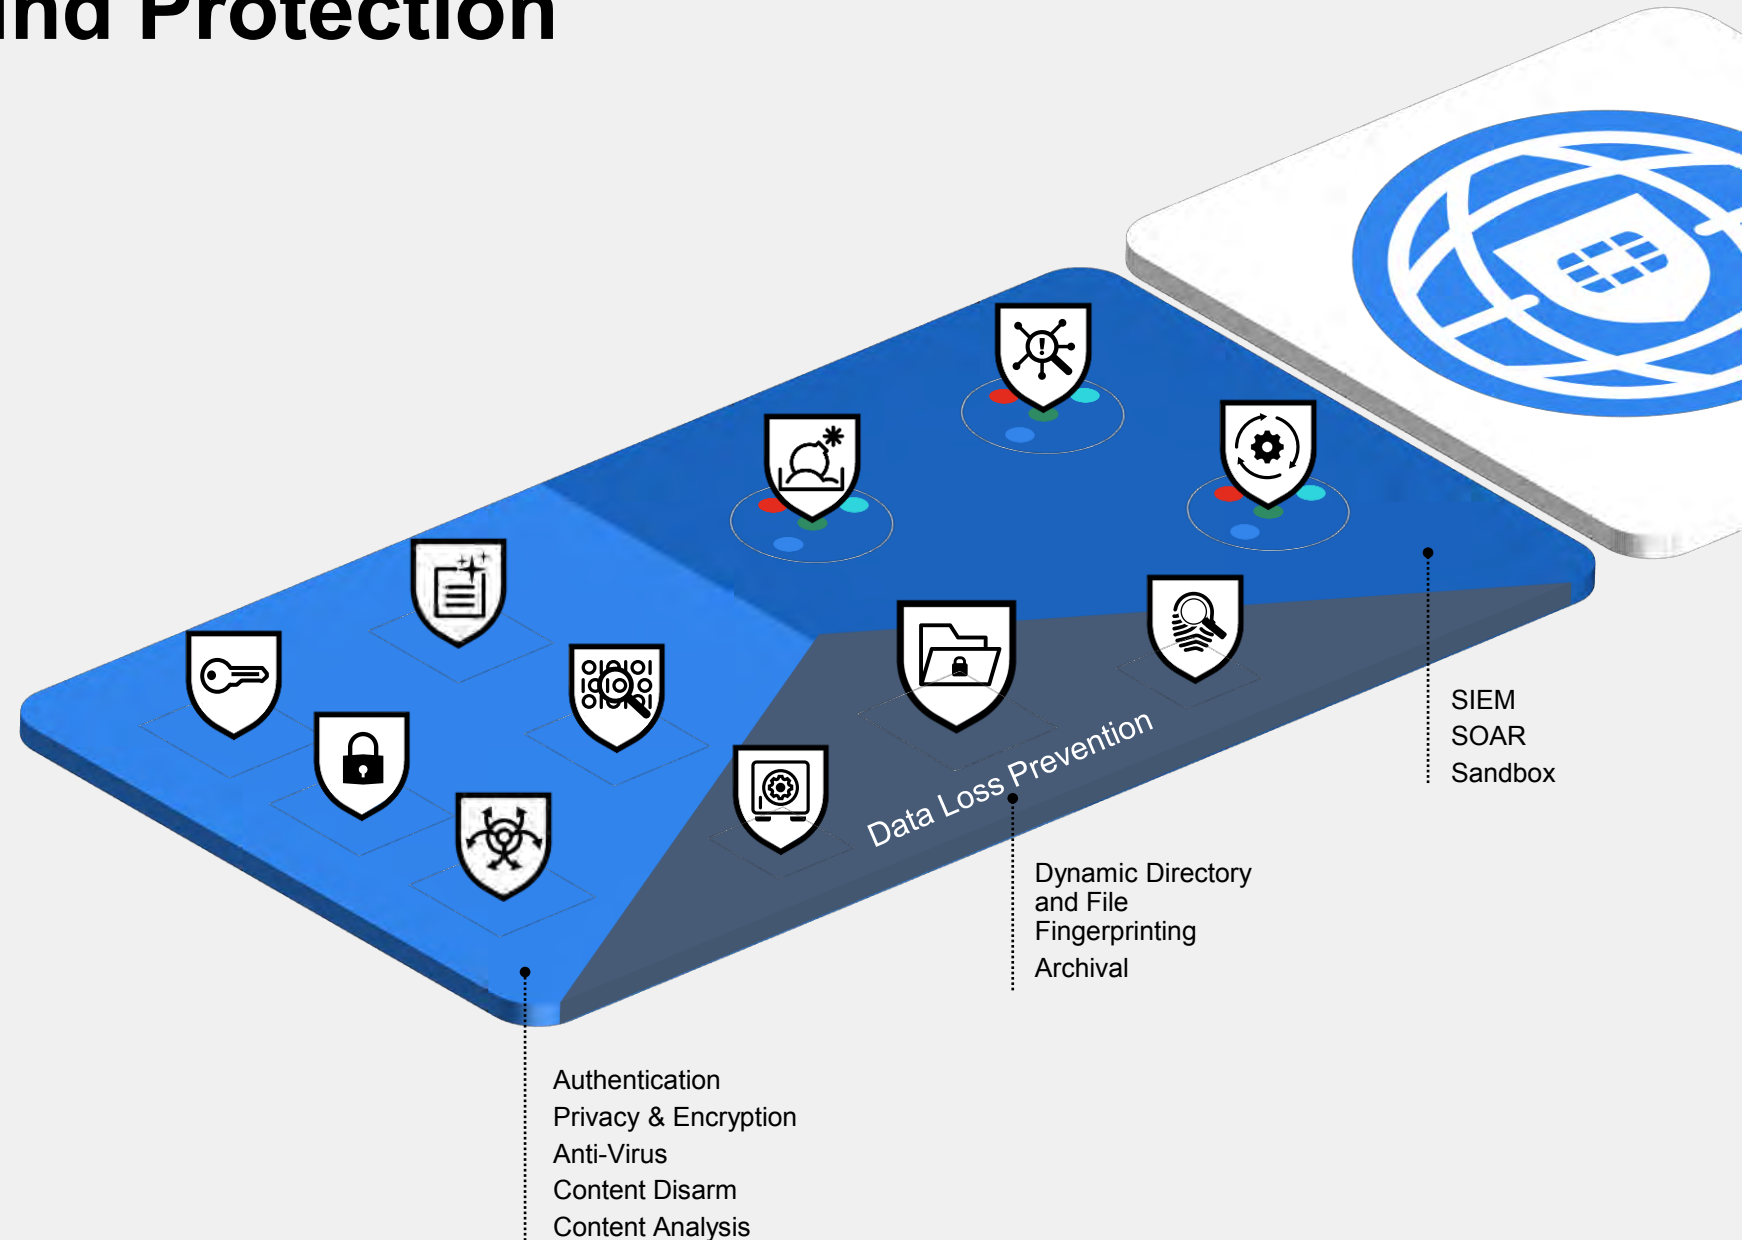 und Protection
Data Loss Prevention
SIEM
SOAR
Sandbox
Dynamic Directory
and File
Fingerprinting
Archival
Authentication
Privacy & Encryption
Anti-Virus
Content Disarm
Content Analysis